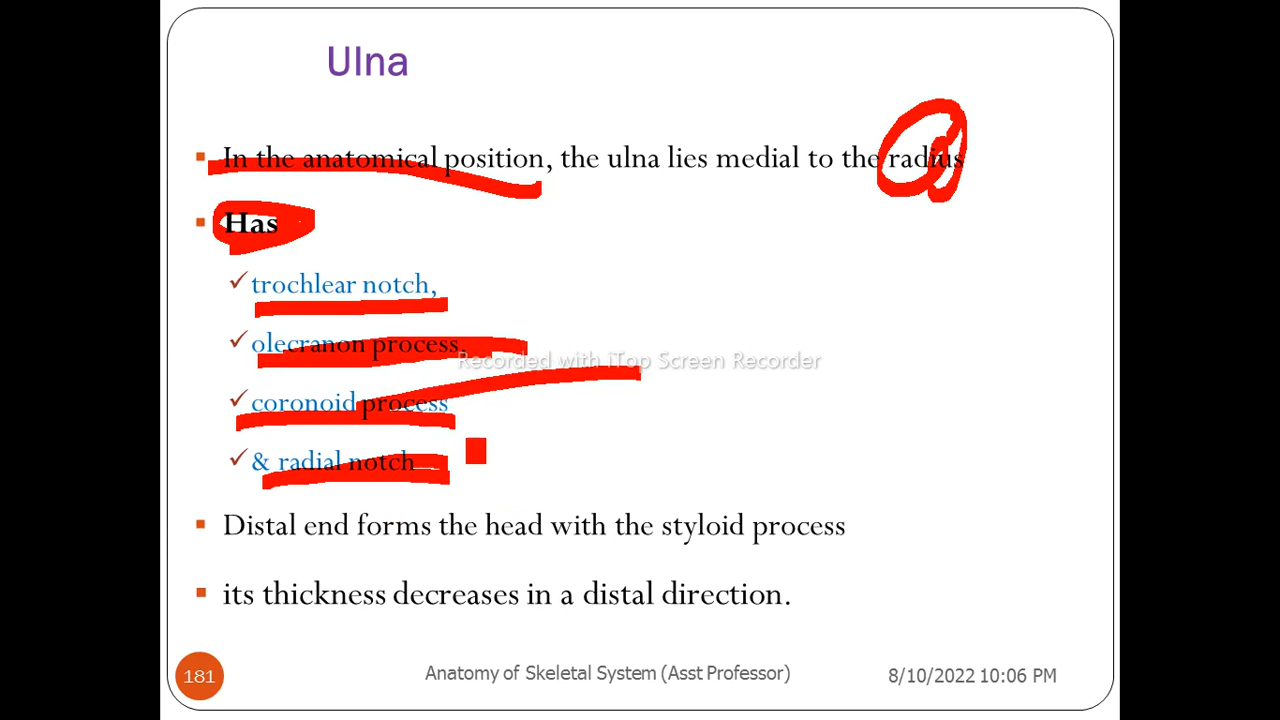 Ulna
In the anatomical position, the ulna lies medial to the radius
Has
trochlear notch,
olecranon process,
Recorded with iTop Screen Recorder
coronoid process
& radial notch
Distal end forms the head with the styloid process
its thickness decreases in a distal direction.
181
Anatomy of Skeletal System (Asst Professor)
8/10/2022 10:06 PM